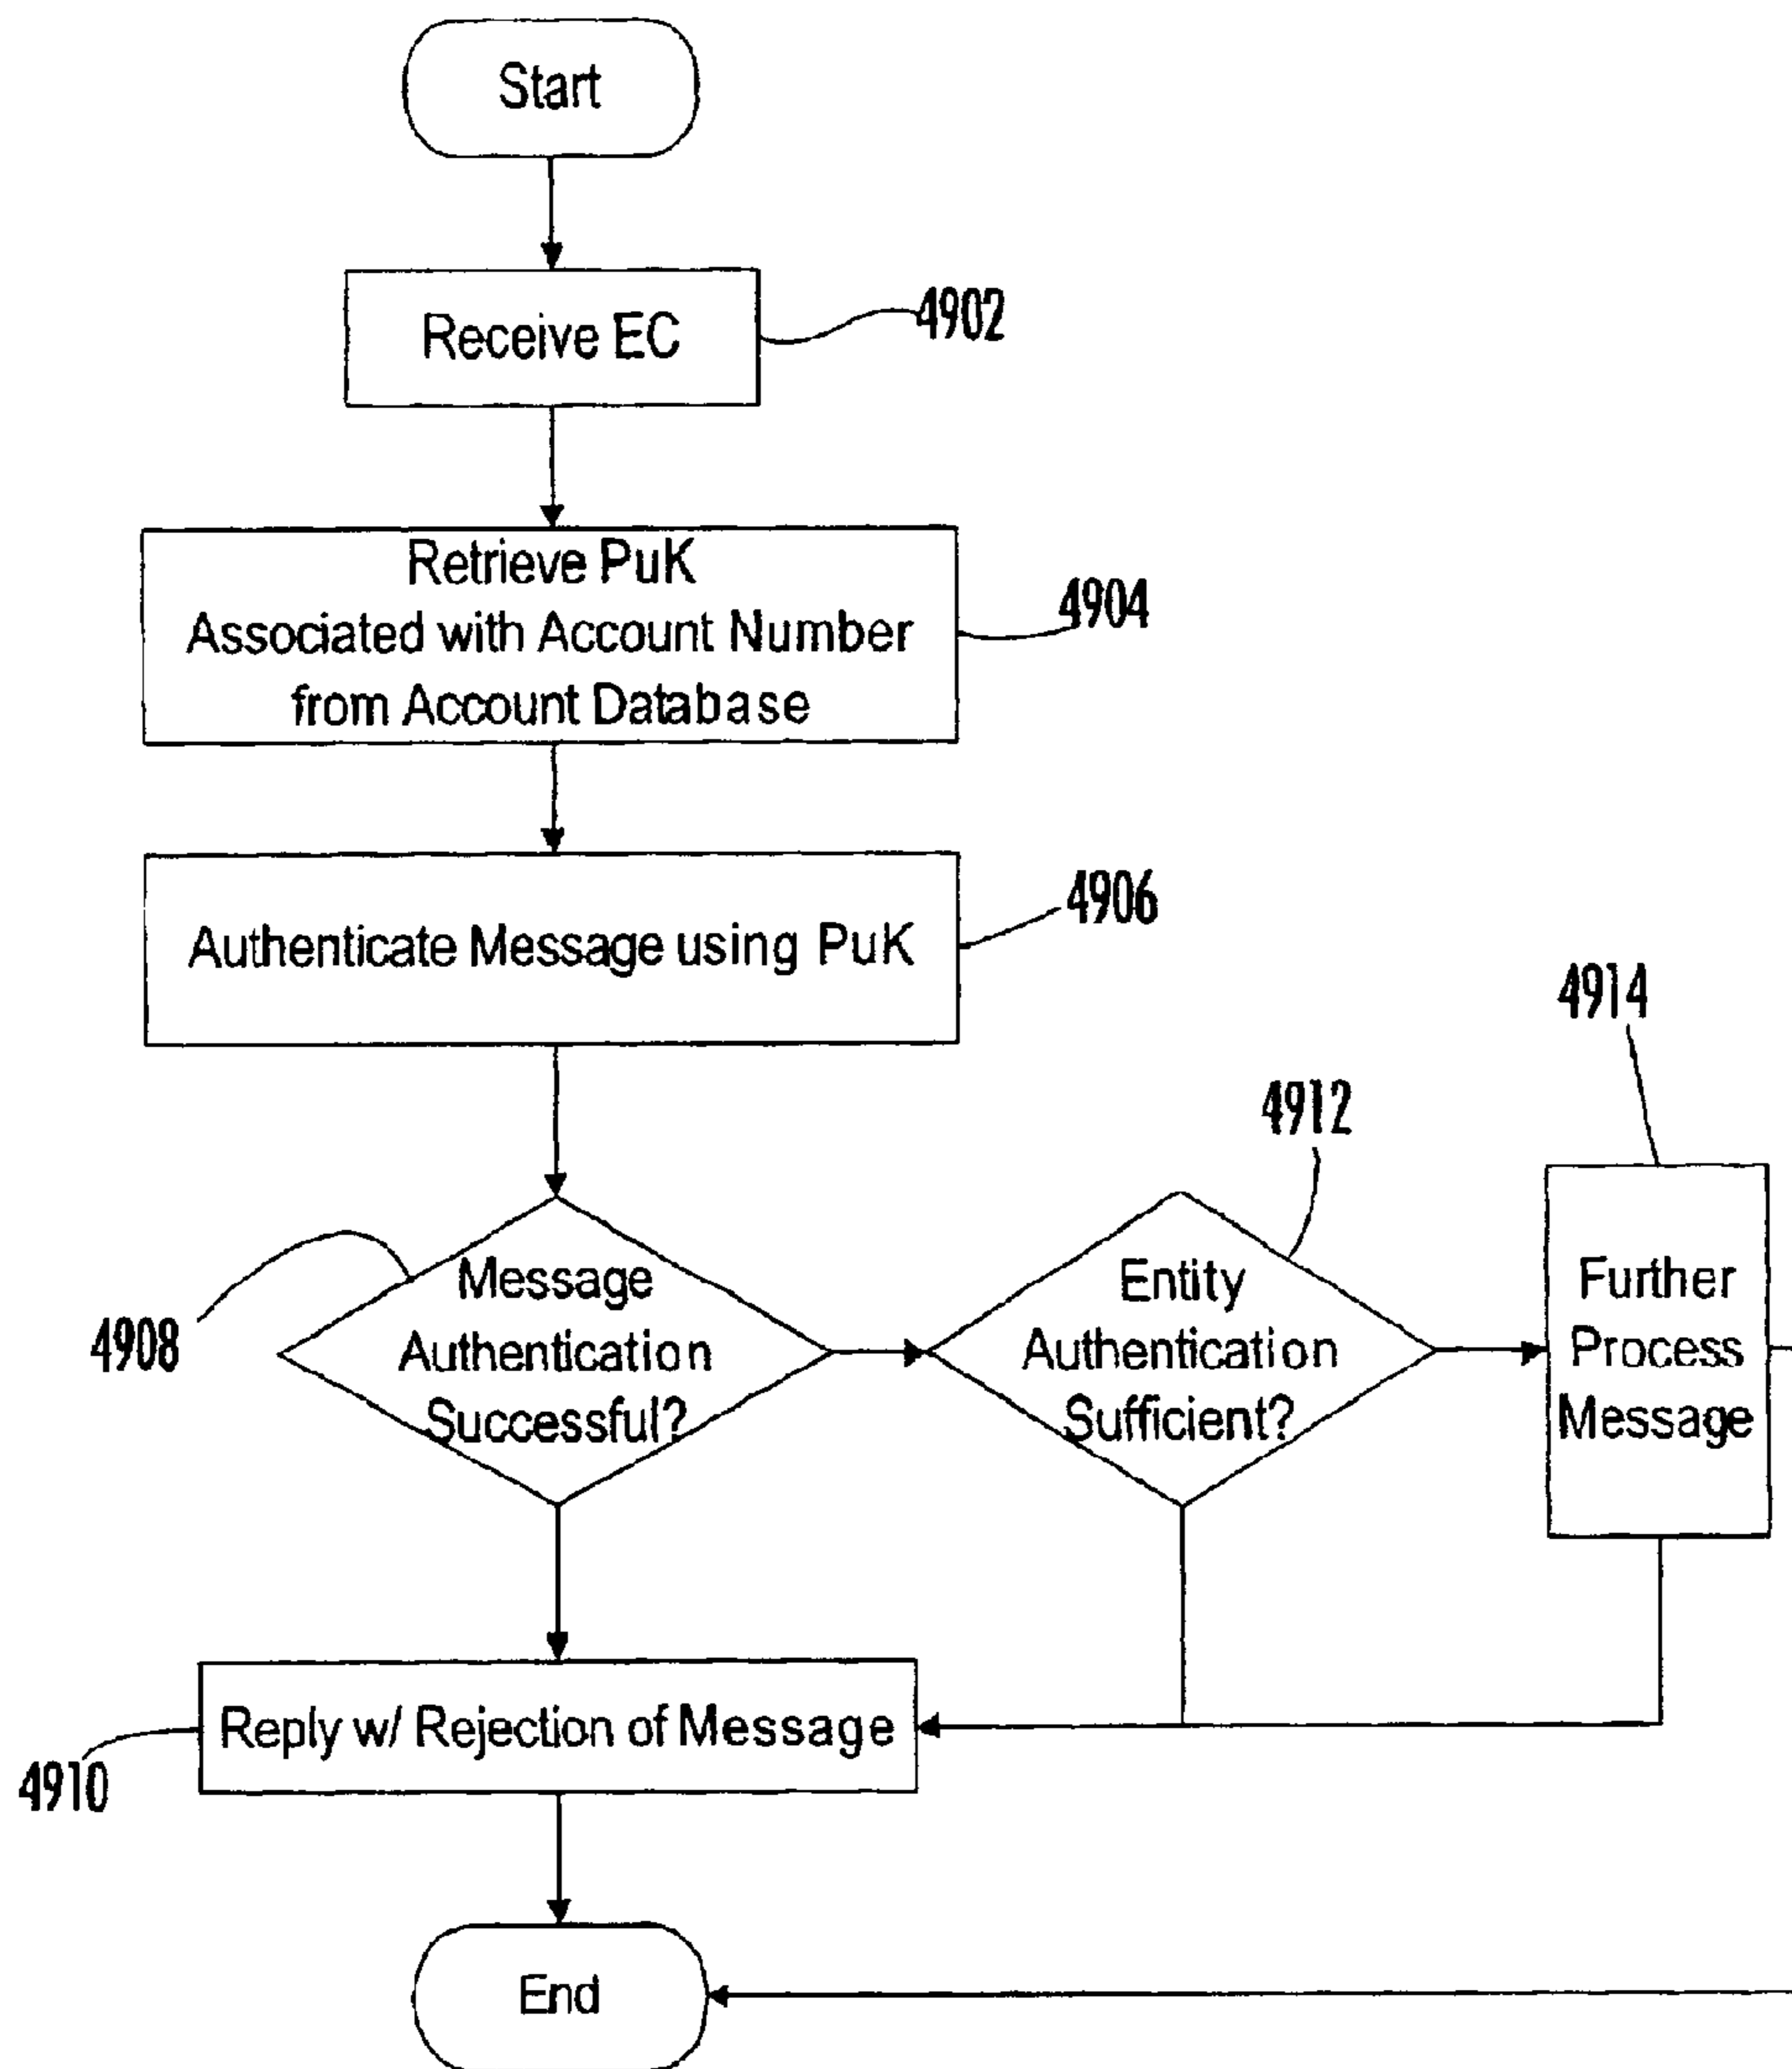 Start
Receive EC
4902
Retrieve PuK
Associated with Account Number
from Account Database
4904
Authenticate Message using PuK
4906
4914
4912
Message
Authentication
Successful?
4908
Entity
Authentication
Sufficient?
Further
Process
Message
Reply w/ Rejection of Message
4910
End